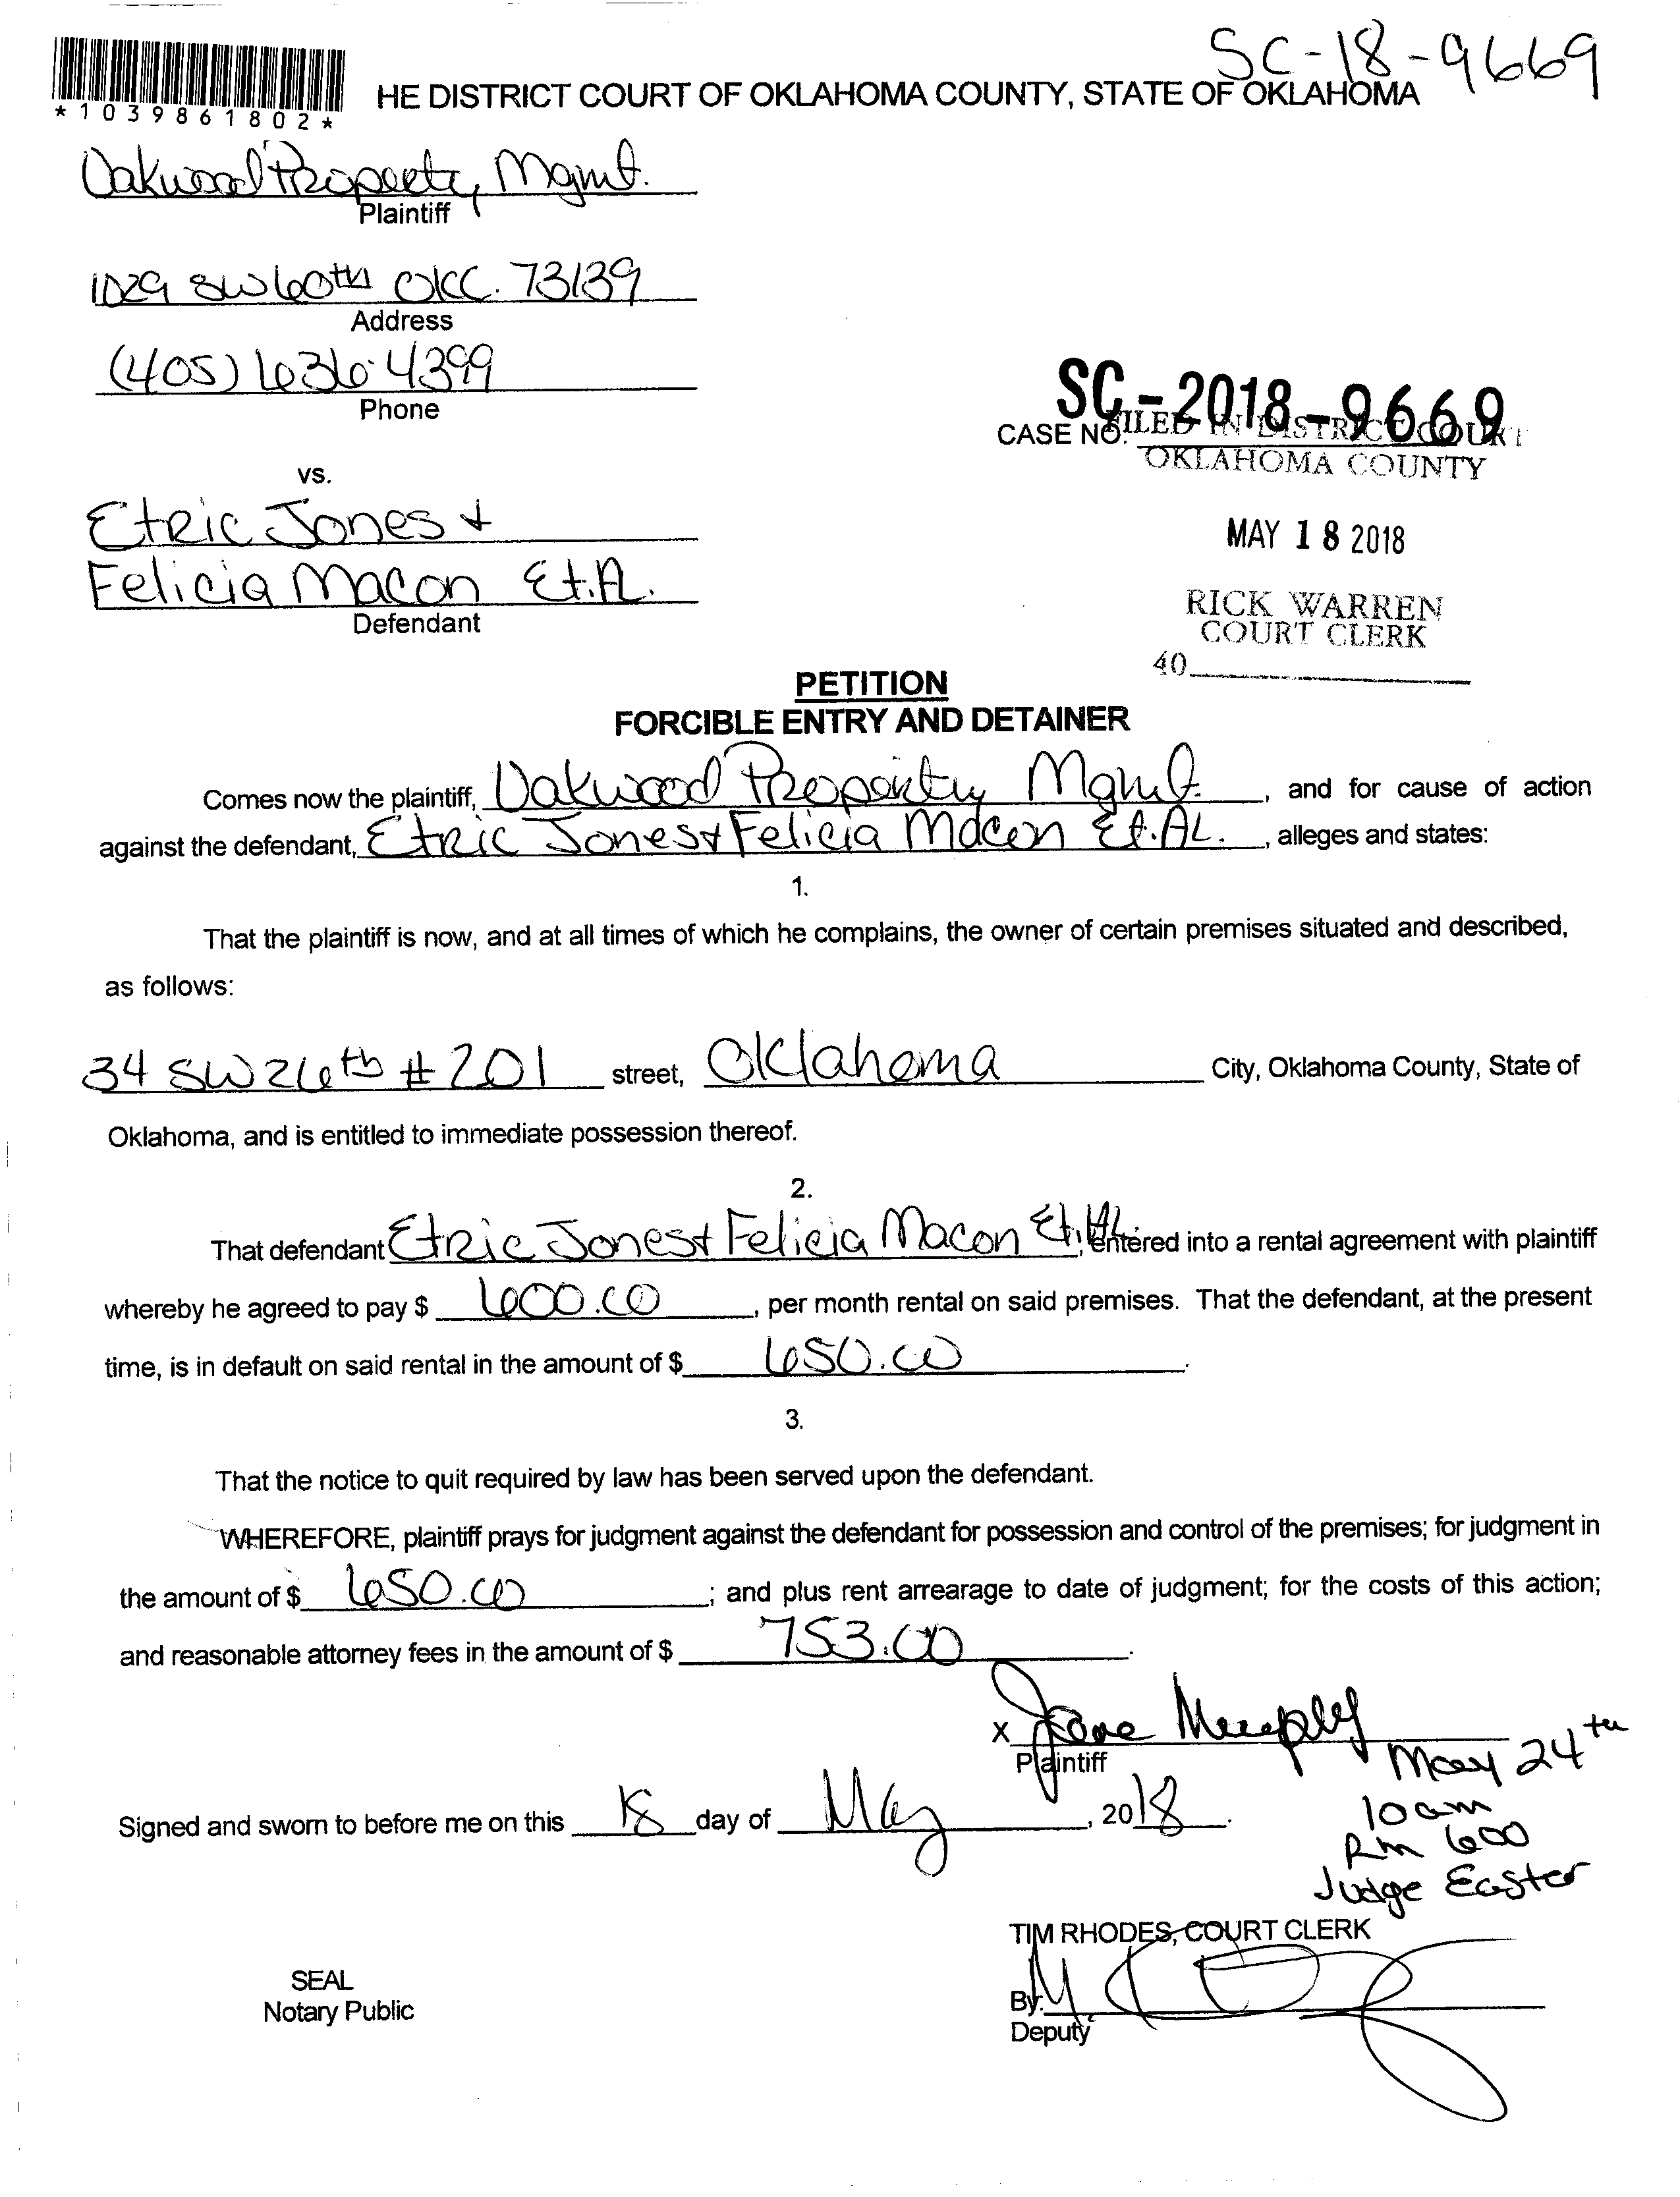 SC-18-9669
HE DISTRICT COURT OF OKLAHOMA COUNTY, STATE OF OKLAHOMA
*1039861802*
Oakwood Property Mgmt.
Plaintiff
1029 SW 60th OKC. 73139
Address
(405) 636-4399
Phone
SC-2018-9669
CASE NO.
FILED IN DISTRICT COURT
OKLAHOMA COUNTY
vs.
Etric Jones +
MAY 18 2018
Felicia Macon Et.A.
Defendant
RICK WARREN
COURT CLERK
40
PETITION
FORCIBLE ENTRY AND DETAINER
Comes now the plaintiff, Oakwood Property Mgmt. , and for cause of action
against the defendant, Etric Jones + Felicia Macon Et.AL. , alleges and states:
1.
That the plaintiff is now, and at all times of which he complains, the owner of certain premises situated and described,
as follows:
34 SW 26th # 201 street, Oklahoma City, Oklahoma County, State of
Oklahoma, and is entitled to immediate possession thereof.
2.
That defendant Etric Jones + Felicia Macon Et.AL. , entered into a rental agreement with plaintiff
whereby he agreed to pay $ 600.00 , per month rental on said premises. That the defendant, at the present
time, is in default on said rental in the amount of $ 650.00 .
3.
That the notice to quit required by law has been served upon the defendant.
WHEREFORE, plaintiff prays for judgment against the defendant for possession and control of the premises; for judgment in
the amount of $ 650.00 ; and plus rent arrearage to date of judgment; for the costs of this action;
and reasonable attorney fees in the amount of $ 753.00 .
x Jane Murphy
Plaintiff
May 24th
10am
Rm 600
Judge Easter
Signed and sworn to before me on this 18 day of May , 2018.
TIM RHODES, COURT CLERK
SEAL
Notary Public
By:
Deputy